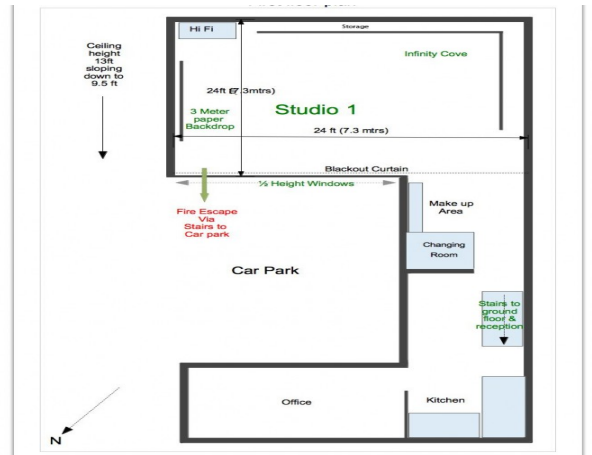 Hi Fi
Storage
Ceiling
height
13ft
sloping
down to
9.5 ft
Infinity Cove
24ft (7.3mtrs)
3 Meter
paper
Backdrop
Studio 1
24 ft (7.3 mtrs)
Blackout Curtain
½ Height Windows
Fire Escape
Via
Stairs to
Car park
Make up
Area
Changing
Room
Car Park
Stairs to
ground
floor &
reception
Office
Kitchen
N